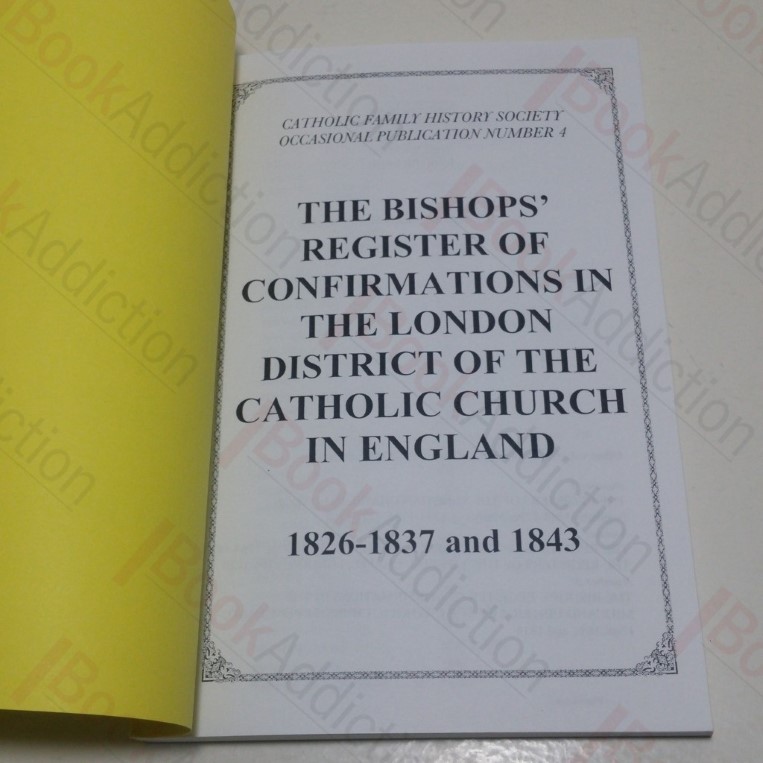 CATHOLIC FAMILY HISTORY SOCIETY
OCCASIONAL PUBLICATION NUMBER 4
THE BISHOPS'
REGISTER OF
CONFIRMATIONS IN
THE LONDON
DISTRICT OF THE
CATHOLIC CHURCH
IN ENGLAND
1826-1837 and 1843
BookAddiction